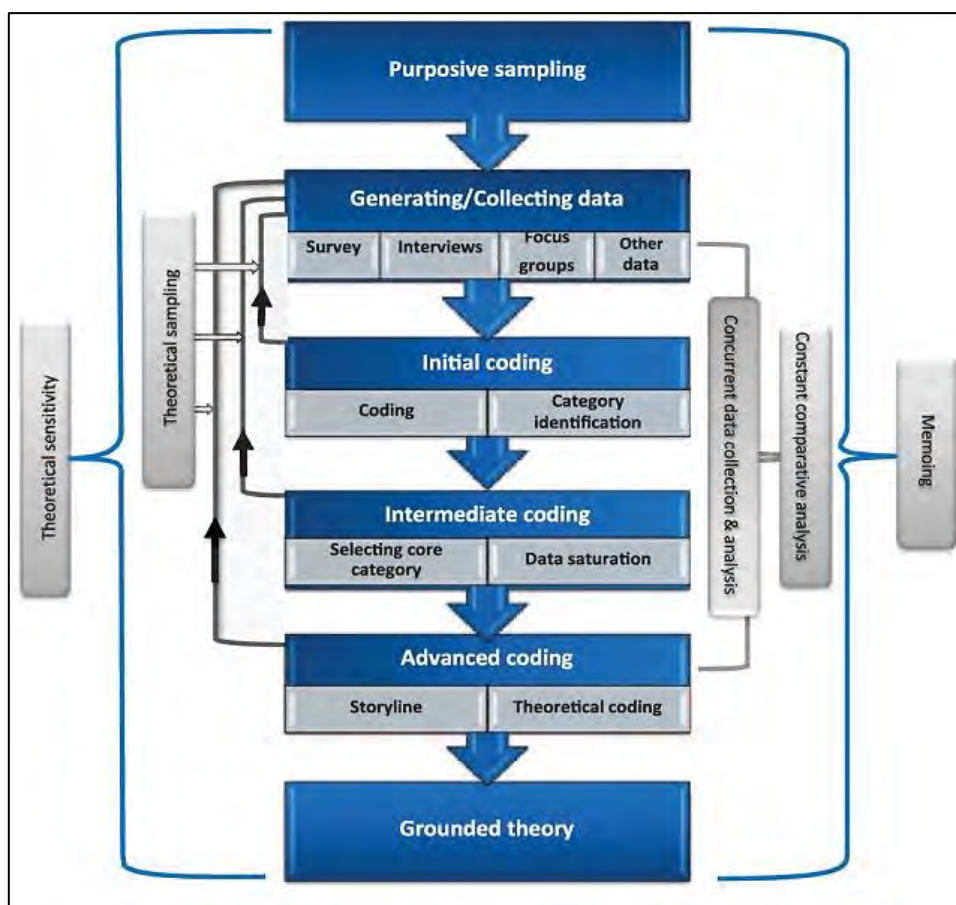 Purposive sampling
Generating/Collecting data
Survey
Interviews
Focus
groups
Other
data
Initial coding
Coding
Category
identification
Intermediate coding
Selecting core
category
Data saturation
Advanced coding
Storyline
Theoretical coding
Grounded theory
Theoretical sensitivity
Theoretical sampling
Concurrent data collection & analysis
Constant comparative analysis
Memoing